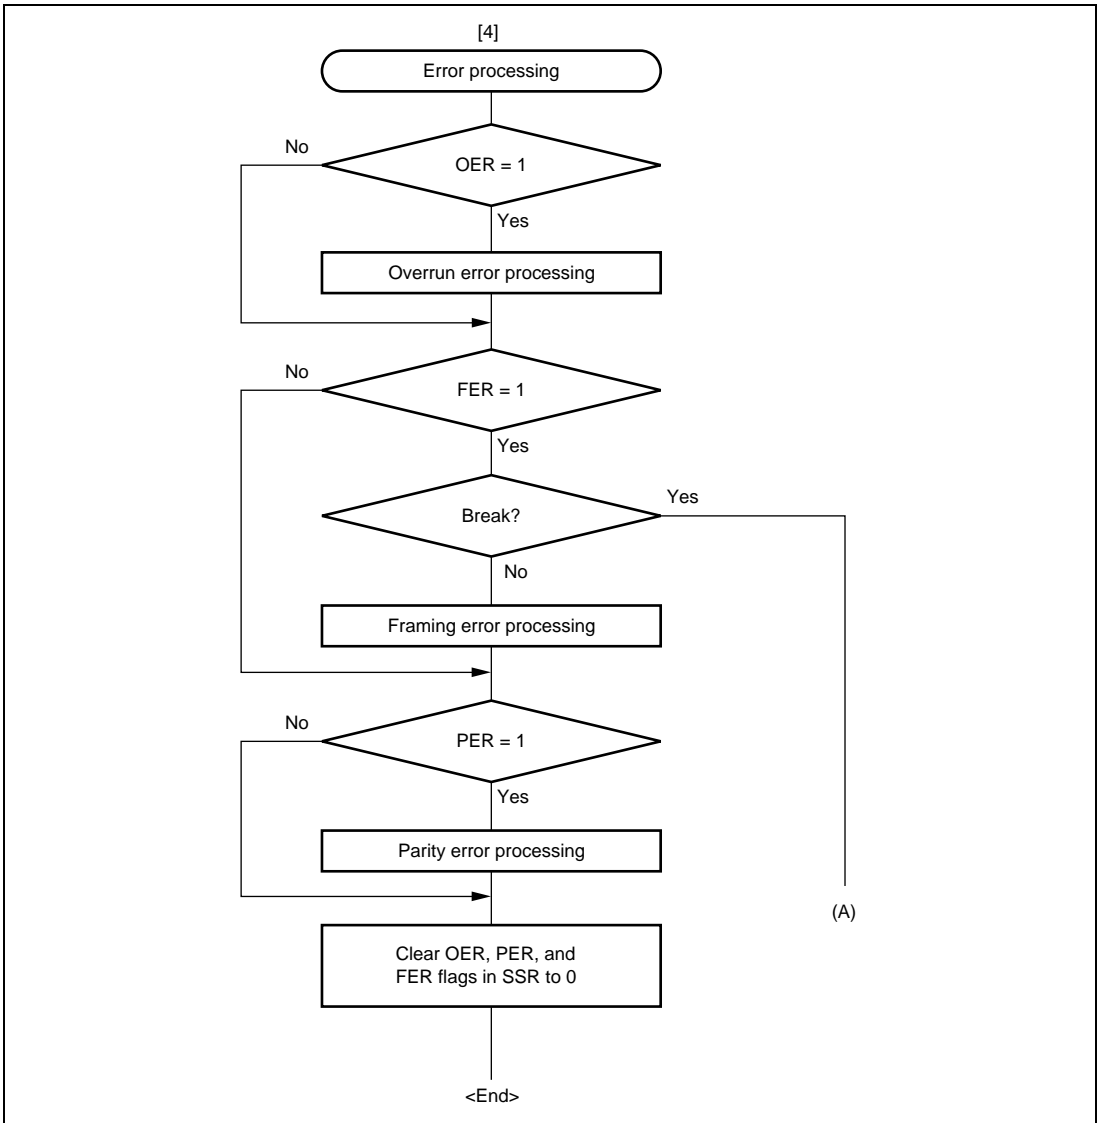 [4]
Error processing
No
OER = 1
Yes
Overrun error processing
No
FER = 1
Yes
Yes
Break?
No
Framing error processing
No
PER = 1
Yes
Parity error processing
(A)
Clear OER, PER, and
FER flags in SSR to 0
<End>